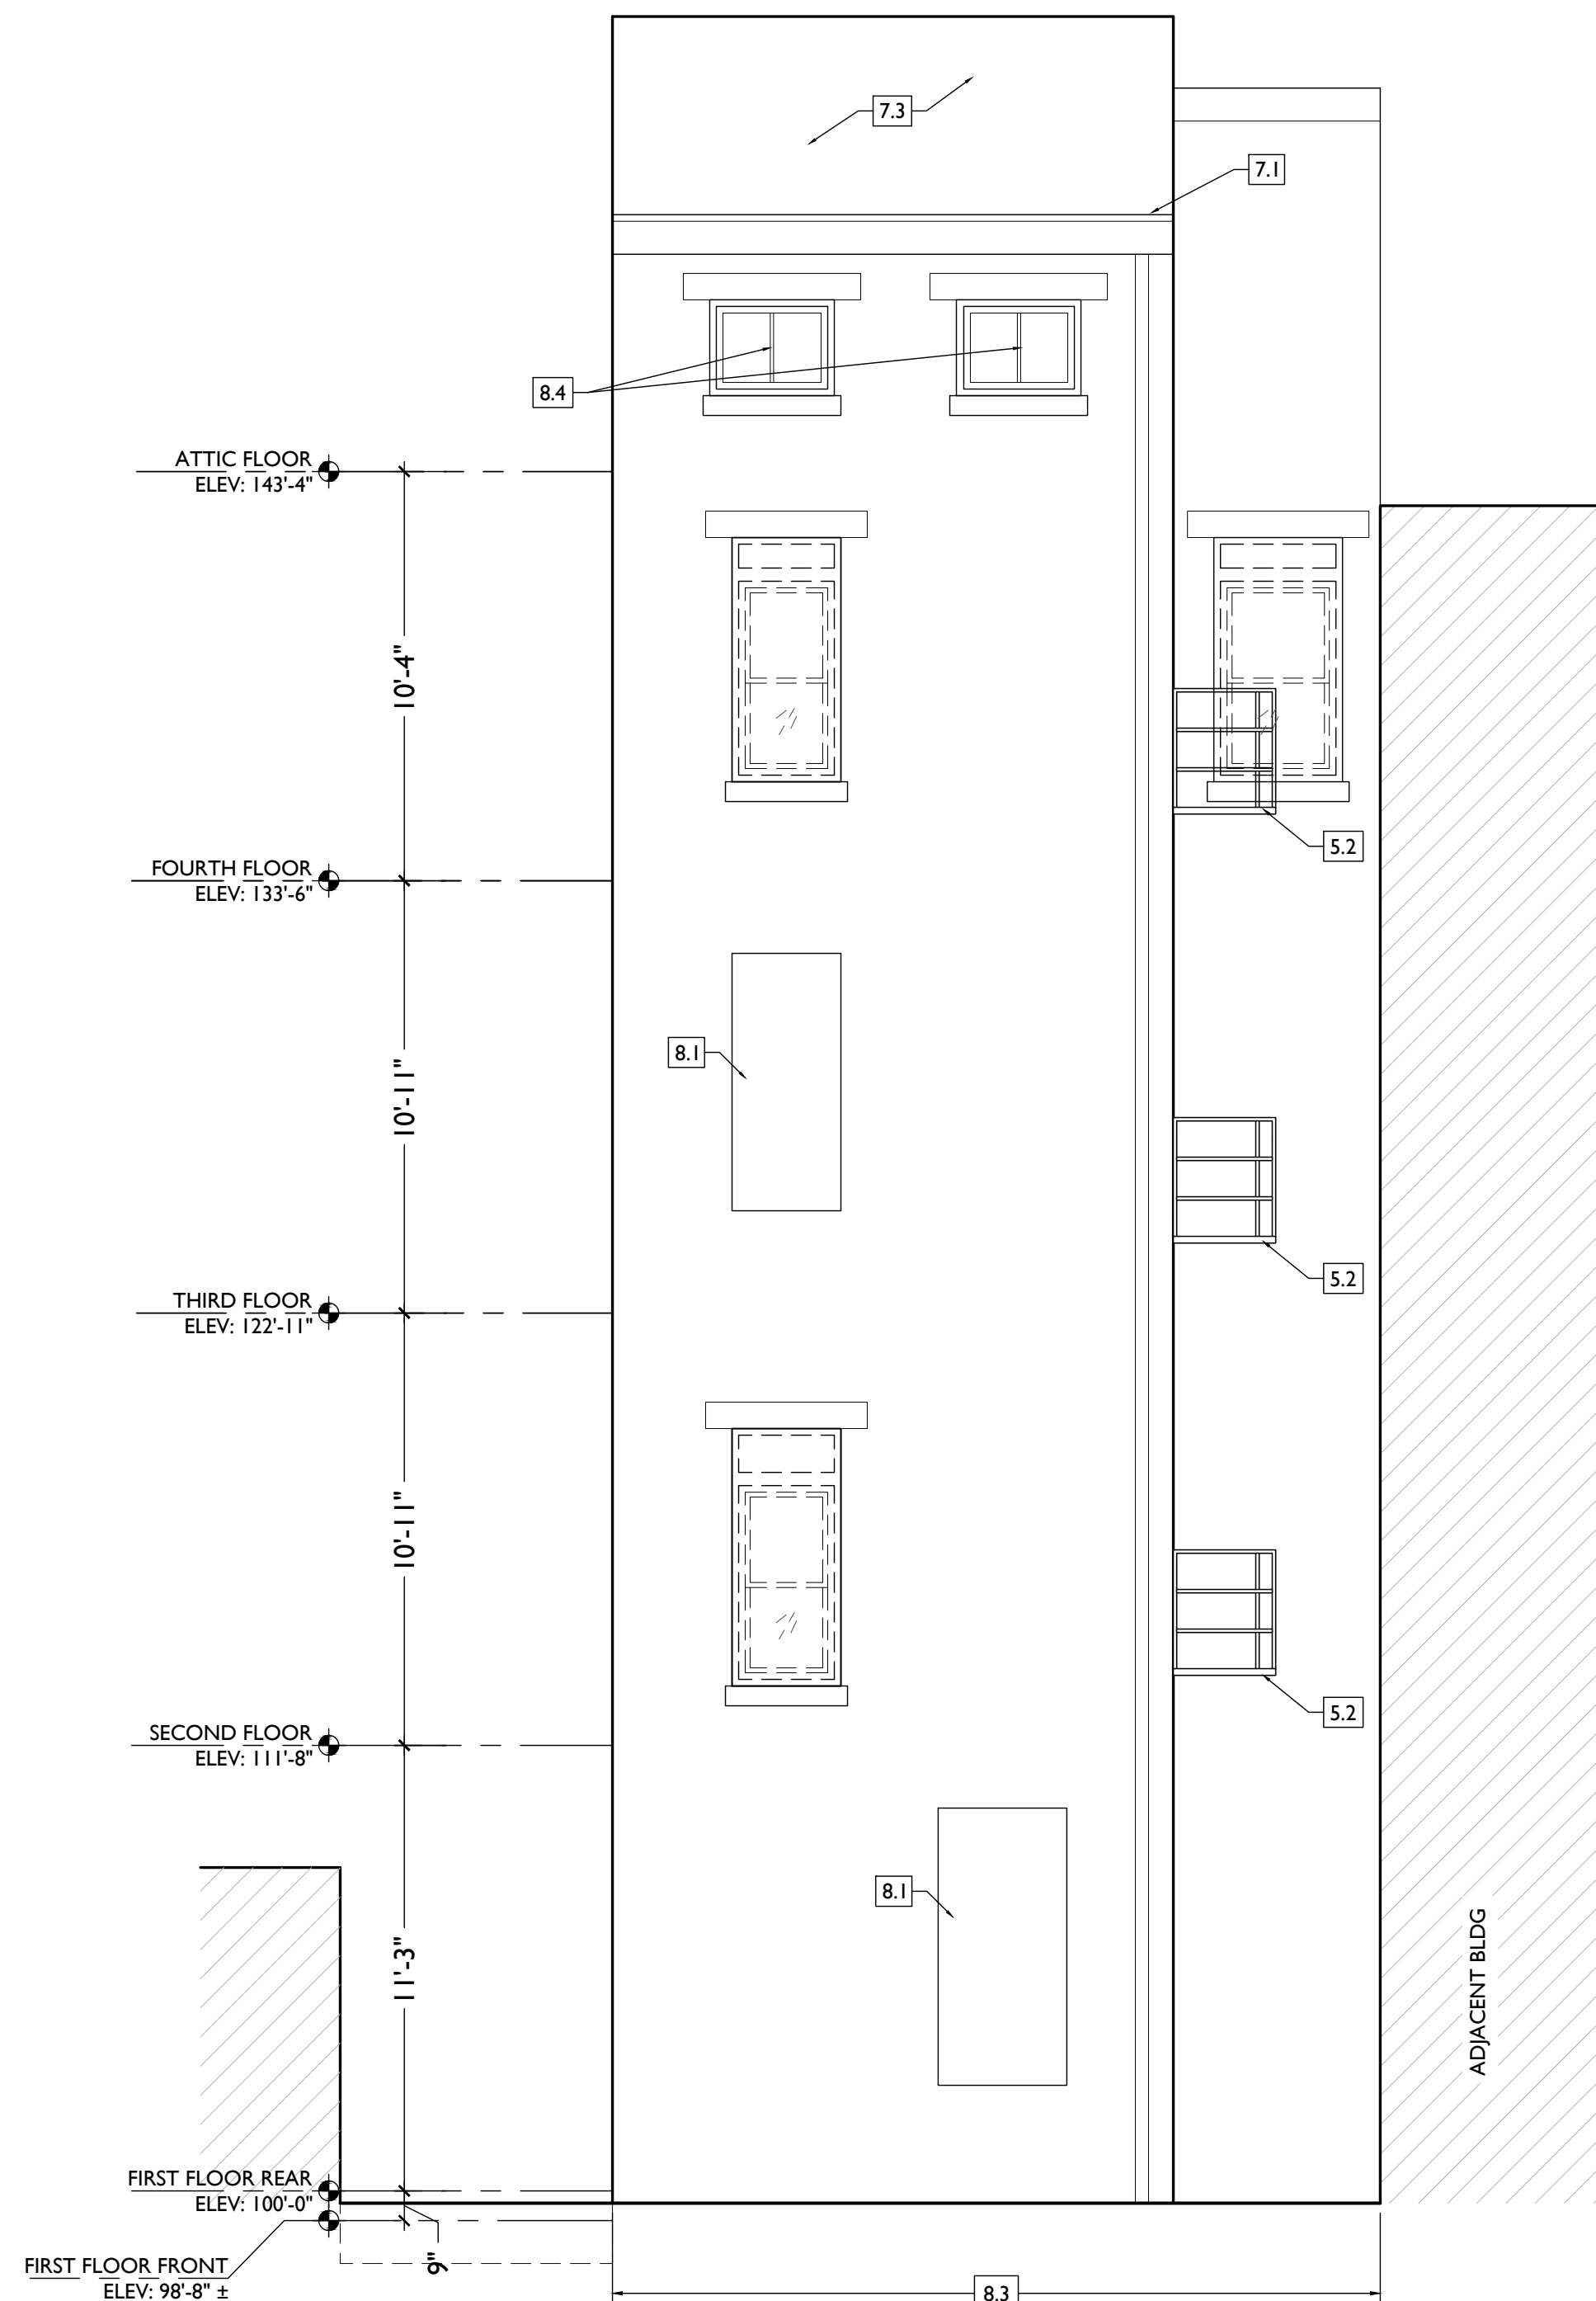 7.3
7.1
8.4
ATTIC FLOOR
ELEV: 143'-4"
10'-4"
5.2
FOURTH FLOOR
ELEV: 133'-6"
8.1
10'-11"
5.2
THIRD FLOOR
ELEV: 122'-11"
10'-11"
5.2
SECOND FLOOR
ELEV: 111'-8"
8.1
11'-3"
ADJACENT BLDG
FIRST FLOOR REAR
ELEV: 100'-0"
9"
FIRST FLOOR FRONT
ELEV: 98'-8" ±
8.3